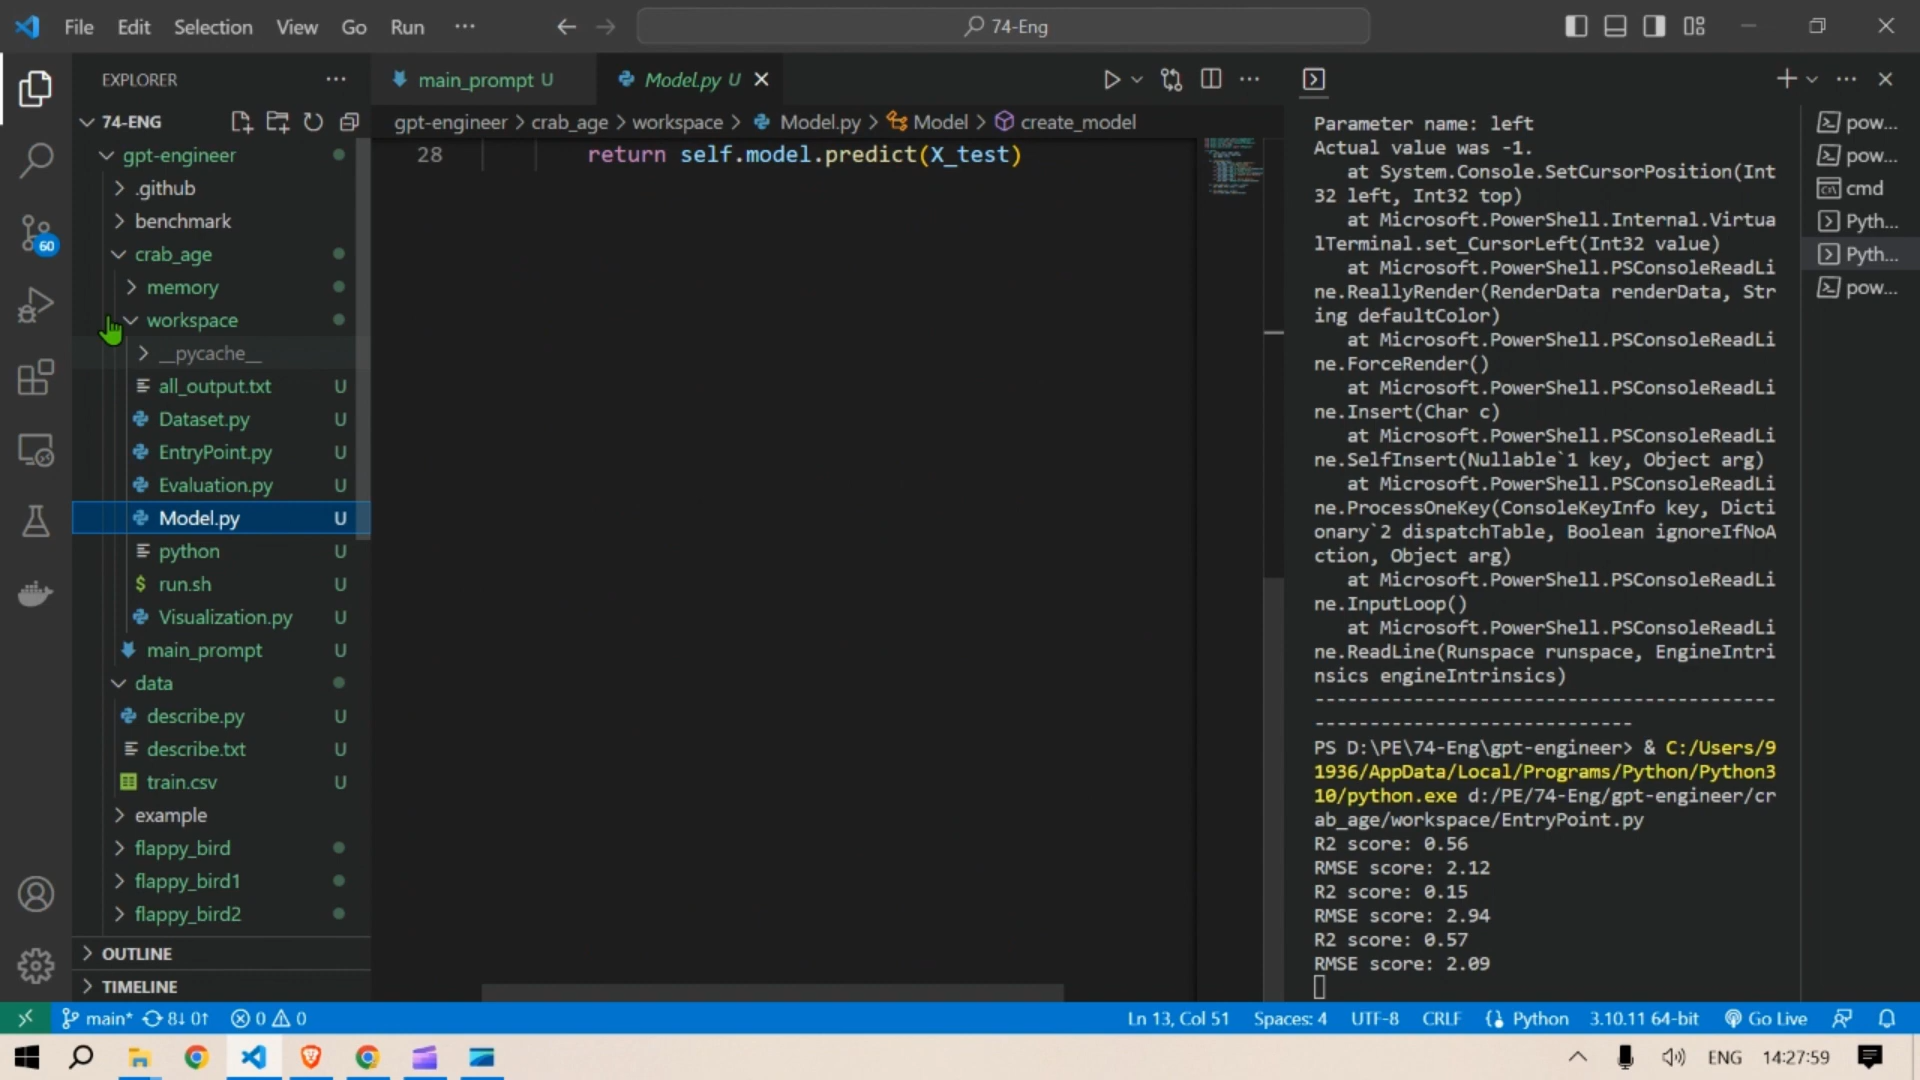 File Edit Selection View Go Run ···
74-Eng
EXPLORER
74-ENG
gpt-engineer
.github
benchmark
crab_age
memory
workspace
__pycache__
all_output.txt U
Dataset.py U
EntryPoint.py U
Evaluation.py U
Model.py U
python U
run.sh U
Visualization.py U
main_prompt U
data
describe.py U
describe.txt U
train.csv U
example
flappy_bird
flappy_bird1
flappy_bird2
OUTLINE
TIMELINE
60
main_prompt U
Model.py U
gpt-engineer > crab_age > workspace > Model.py > Model > create_model
28 return self.model.predict(X_test)
Parameter name: left
Actual value was -1.
at System.Console.SetCursorPosition(Int
32 left, Int32 top)
at Microsoft.PowerShell.Internal.Virtua
lTerminal.set_CursorLeft(Int32 value)
at Microsoft.PowerShell.PSConsoleReadLi
ne.ReallyRender(RenderData renderData, Str
ing defaultColor)
at Microsoft.PowerShell.PSConsoleReadLi
ne.ForceRender()
at Microsoft.PowerShell.PSConsoleReadLi
ne.Insert(Char c)
at Microsoft.PowerShell.PSConsoleReadLi
ne.SelfInsert(Nullable`1 key, Object arg)
at Microsoft.PowerShell.PSConsoleReadLi
ne.ProcessOneKey(ConsoleKeyInfo key, Dicti
onary`2 dispatchTable, Boolean ignoreIfNoA
ction, Object arg)
at Microsoft.PowerShell.PSConsoleReadLi
ne.InputLoop()
at Microsoft.PowerShell.PSConsoleReadLi
ne.ReadLine(Runspace runspace, EngineIntri
nsics engineIntrinsics)
------------------------------------------
-----------------------------
PS D:\PE\74-Eng\gpt-engineer> & C:/Users/9
1936/AppData/Local/Programs/Python/Python3
10/python.exe d:/PE/74-Eng/gpt-engineer/cr
ab_age/workspace/EntryPoint.py
R2 score: 0.56
RMSE score: 2.12
R2 score: 0.15
RMSE score: 2.94
R2 score: 0.57
RMSE score: 2.09
pow...
pow...
cmd
Pyth...
Pyth...
pow...
main* 8↓ 0↑ 0 0
Ln 13, Col 51 Spaces: 4 UTF-8 CRLF Python 3.10.11 64-bit Go Live
ENG 14:27:59